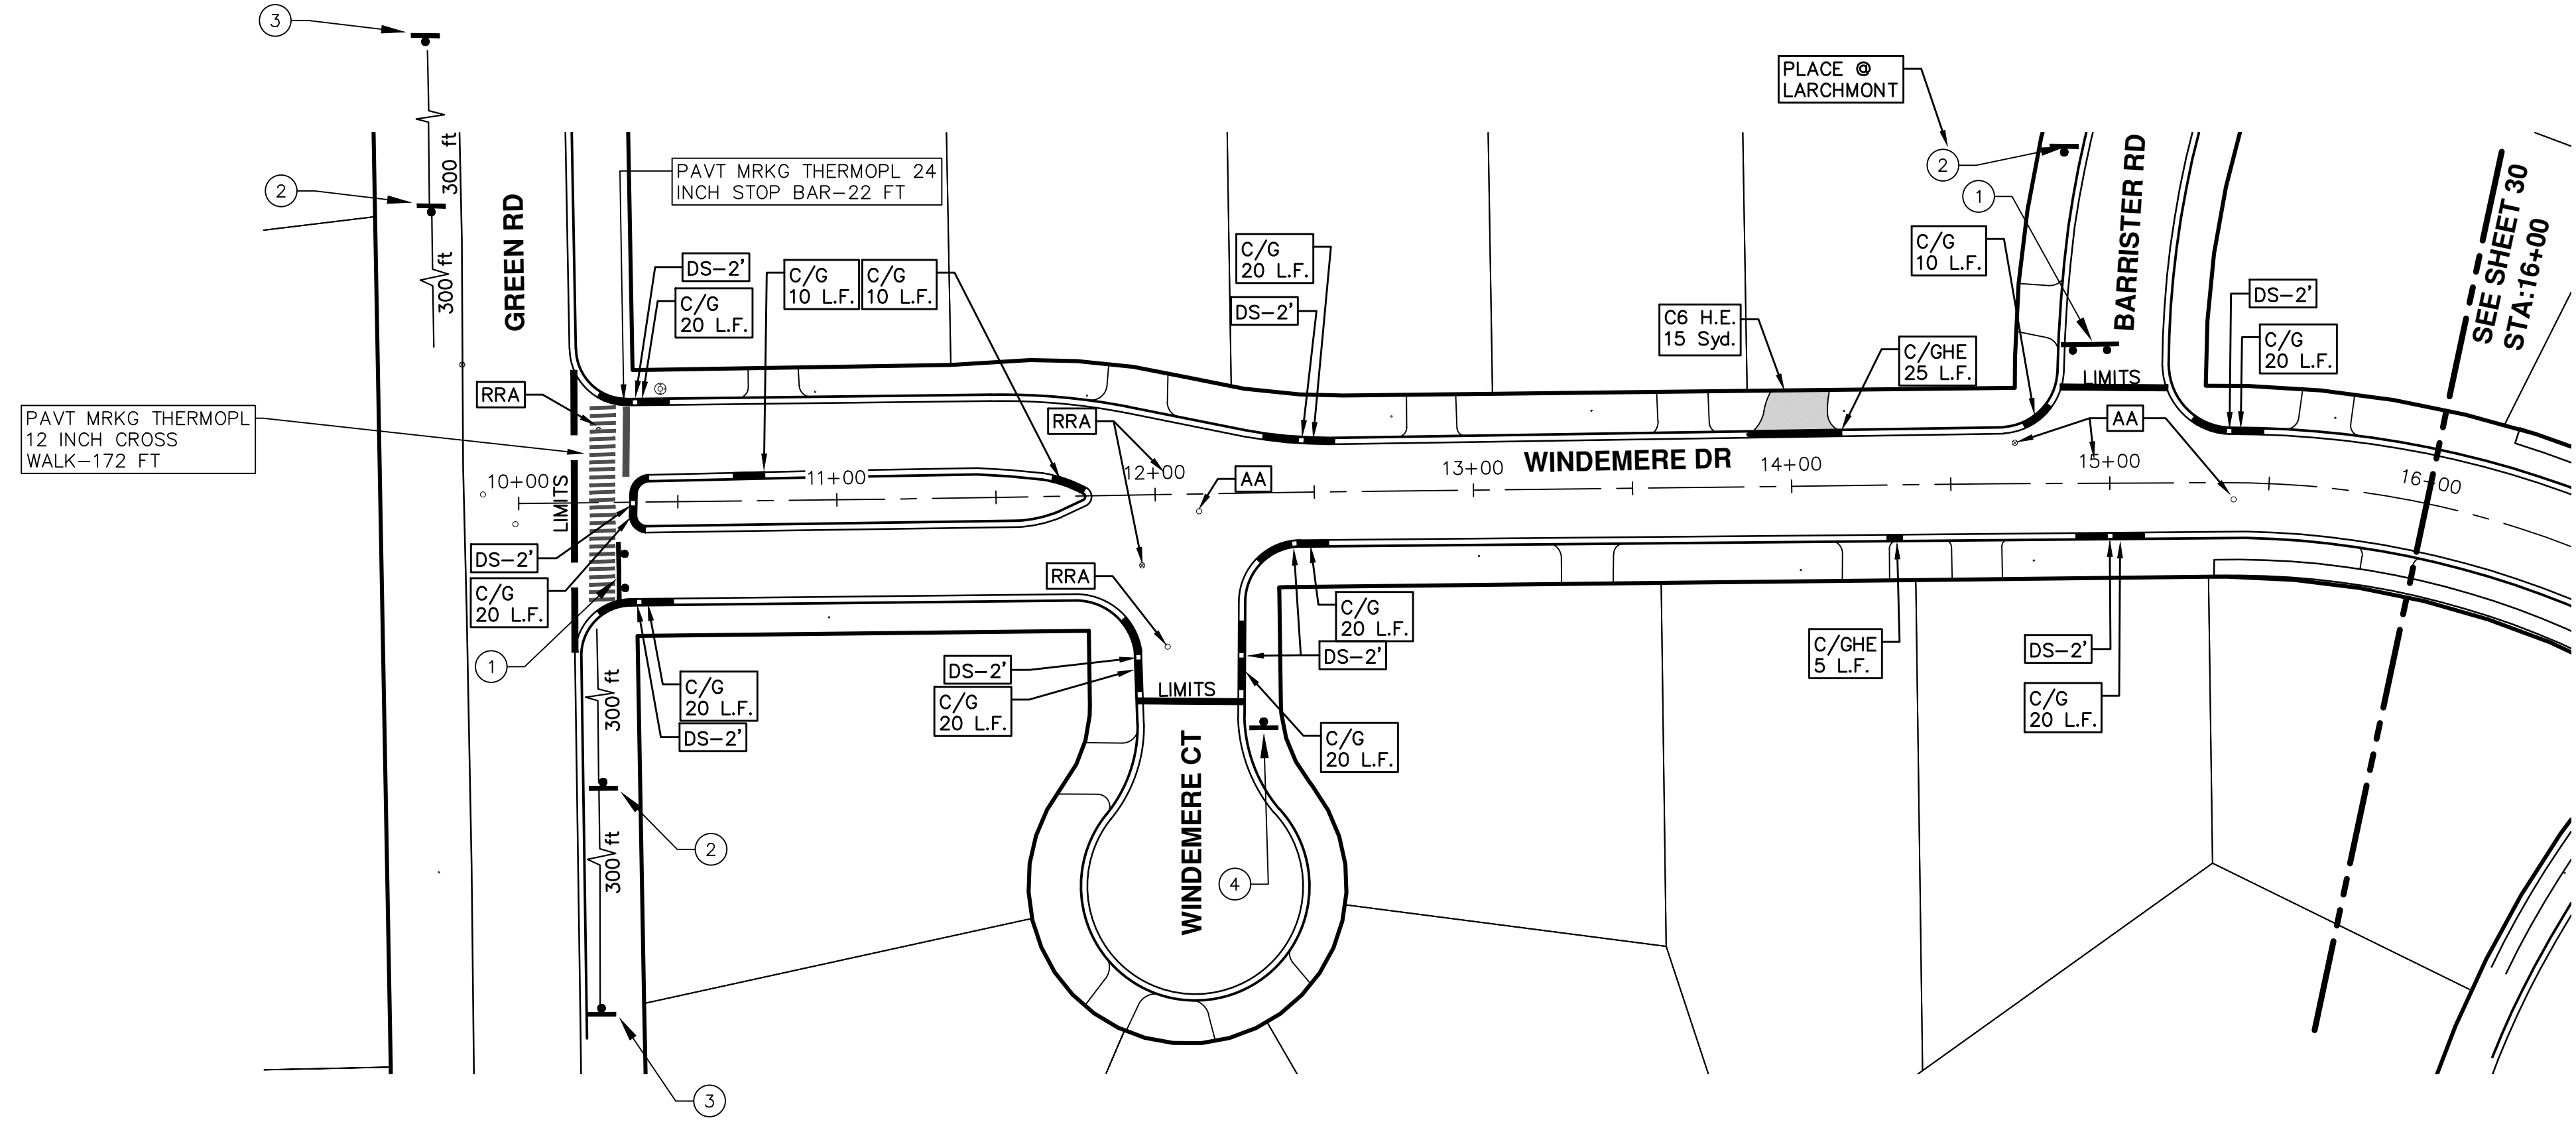 3
300 ft
2
300 ft
GREEN RD
PAVT MRKG THERMOPL 24
INCH STOP BAR-22 FT
PLACE @
LARCHMONT
2
1
BARRISTER RD
SEE SHEET 30
STA:16+00
DS-2'
C/G
20 L.F.
C/G
10 L.F.
C/G
10 L.F.
C/G
20 L.F.
DS-2'
C6 H.E.
15 Syd.
C/GHE
25 L.F.
C/G
10 L.F.
DS-2'
C/G
20 L.F.
LIMITS
RRA
PAVT MRKG THERMOPL
12 INCH CROSS
WALK-172 FT
RRA
AA
10+00
11+00
12+00
13+00
WINDEMERE DR
14+00
15+00
16+00
LIMITS
AA
DS-2'
C/G
20 L.F.
1
RRA
C/G
20 L.F.
DS-2'
C/GHE
5 L.F.
DS-2'
C/G
20 L.F.
300 ft
C/G
20 L.F.
DS-2'
DS-2'
C/G
20 L.F.
LIMITS
C/G
20 L.F.
WINDEMERE CT
4
2
300 ft
3